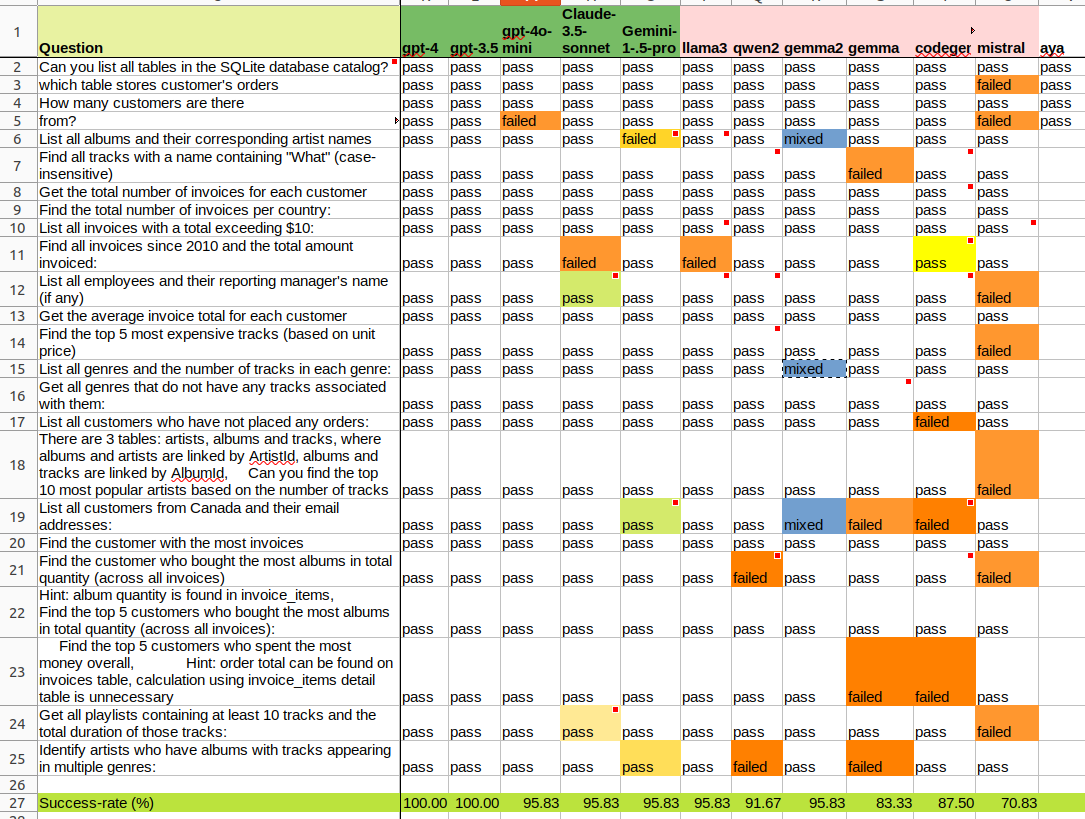 1 Question gpt-4 gpt-3.5 gpt-4o-mini Claude-3.5-sonnet Gemini-1-.5-pro llama3 qwen2 gemma2 gemma codeger mistral aya
2 Can you list all tables in the SQLite database catalog? pass pass pass pass pass pass pass pass pass pass pass pass
3 which table stores customer's orders pass pass pass pass pass pass pass pass pass pass failed pass
4 How many customers are there pass pass pass pass pass pass pass pass pass pass pass pass
5 from? pass pass failed pass pass pass pass pass pass pass failed pass
6 List all albums and their corresponding artist names pass pass pass pass failed pass pass mixed pass pass pass
7 Find all tracks with a name containing "What" (case-
insensitive) pass pass pass pass pass pass pass pass failed pass pass
8 Get the total number of invoices for each customer pass pass pass pass pass pass pass pass pass pass pass
9 Find the total number of invoices per country: pass pass pass pass pass pass pass pass pass pass pass
10 List all invoices with a total exceeding $10: pass pass pass pass pass pass pass pass pass pass pass
11 Find all invoices since 2010 and the total amount
invoiced: pass pass pass failed pass failed pass pass pass pass pass
12 List all employees and their reporting manager's name
(if any) pass pass pass pass pass pass pass pass pass pass failed
13 Get the average invoice total for each customer pass pass pass pass pass pass pass pass pass pass pass
14 Find the top 5 most expensive tracks (based on unit
price) pass pass pass pass pass pass pass pass pass pass failed
15 List all genres and the number of tracks in each genre: pass pass pass pass pass pass pass mixed pass pass pass
16 Get all genres that do not have any tracks associated
with them: pass pass pass pass pass pass pass pass pass pass pass
17 List all customers who have not placed any orders: pass pass pass pass pass pass pass pass pass failed pass
18 There are 3 tables: artists, albums and tracks, where
albums and artists are linked by ArtistId, albums and
tracks are linked by AlbumId, Can you find the top
10 most popular artists based on the number of tracks pass pass pass pass pass pass pass pass pass pass failed
19 List all customers from Canada and their email
addresses: pass pass pass pass pass pass pass mixed failed failed pass
20 Find the customer with the most invoices pass pass pass pass pass pass pass pass pass pass pass
21 Find the customer who bought the most albums in total
quantity (across all invoices) pass pass pass pass pass pass failed pass pass pass failed
22 Hint: album quantity is found in invoice_items,
Find the top 5 customers who bought the most albums
in total quantity (across all invoices): pass pass pass pass pass pass pass pass pass pass pass
23 Find the top 5 customers who spent the most
money overall, Hint: order total can be found on
invoices table, calculation using invoice_items detail
table is unnecessary pass pass pass pass pass pass pass pass failed failed pass
24 Get all playlists containing at least 10 tracks and the
total duration of those tracks: pass pass pass pass pass pass pass pass pass pass failed
25 Identify artists who have albums with tracks appearing
in multiple genres: pass pass pass pass pass pass failed pass failed pass pass
26
27 Success-rate (%) 100.00 100.00 95.83 95.83 95.83 95.83 91.67 95.83 83.33 87.50 70.83